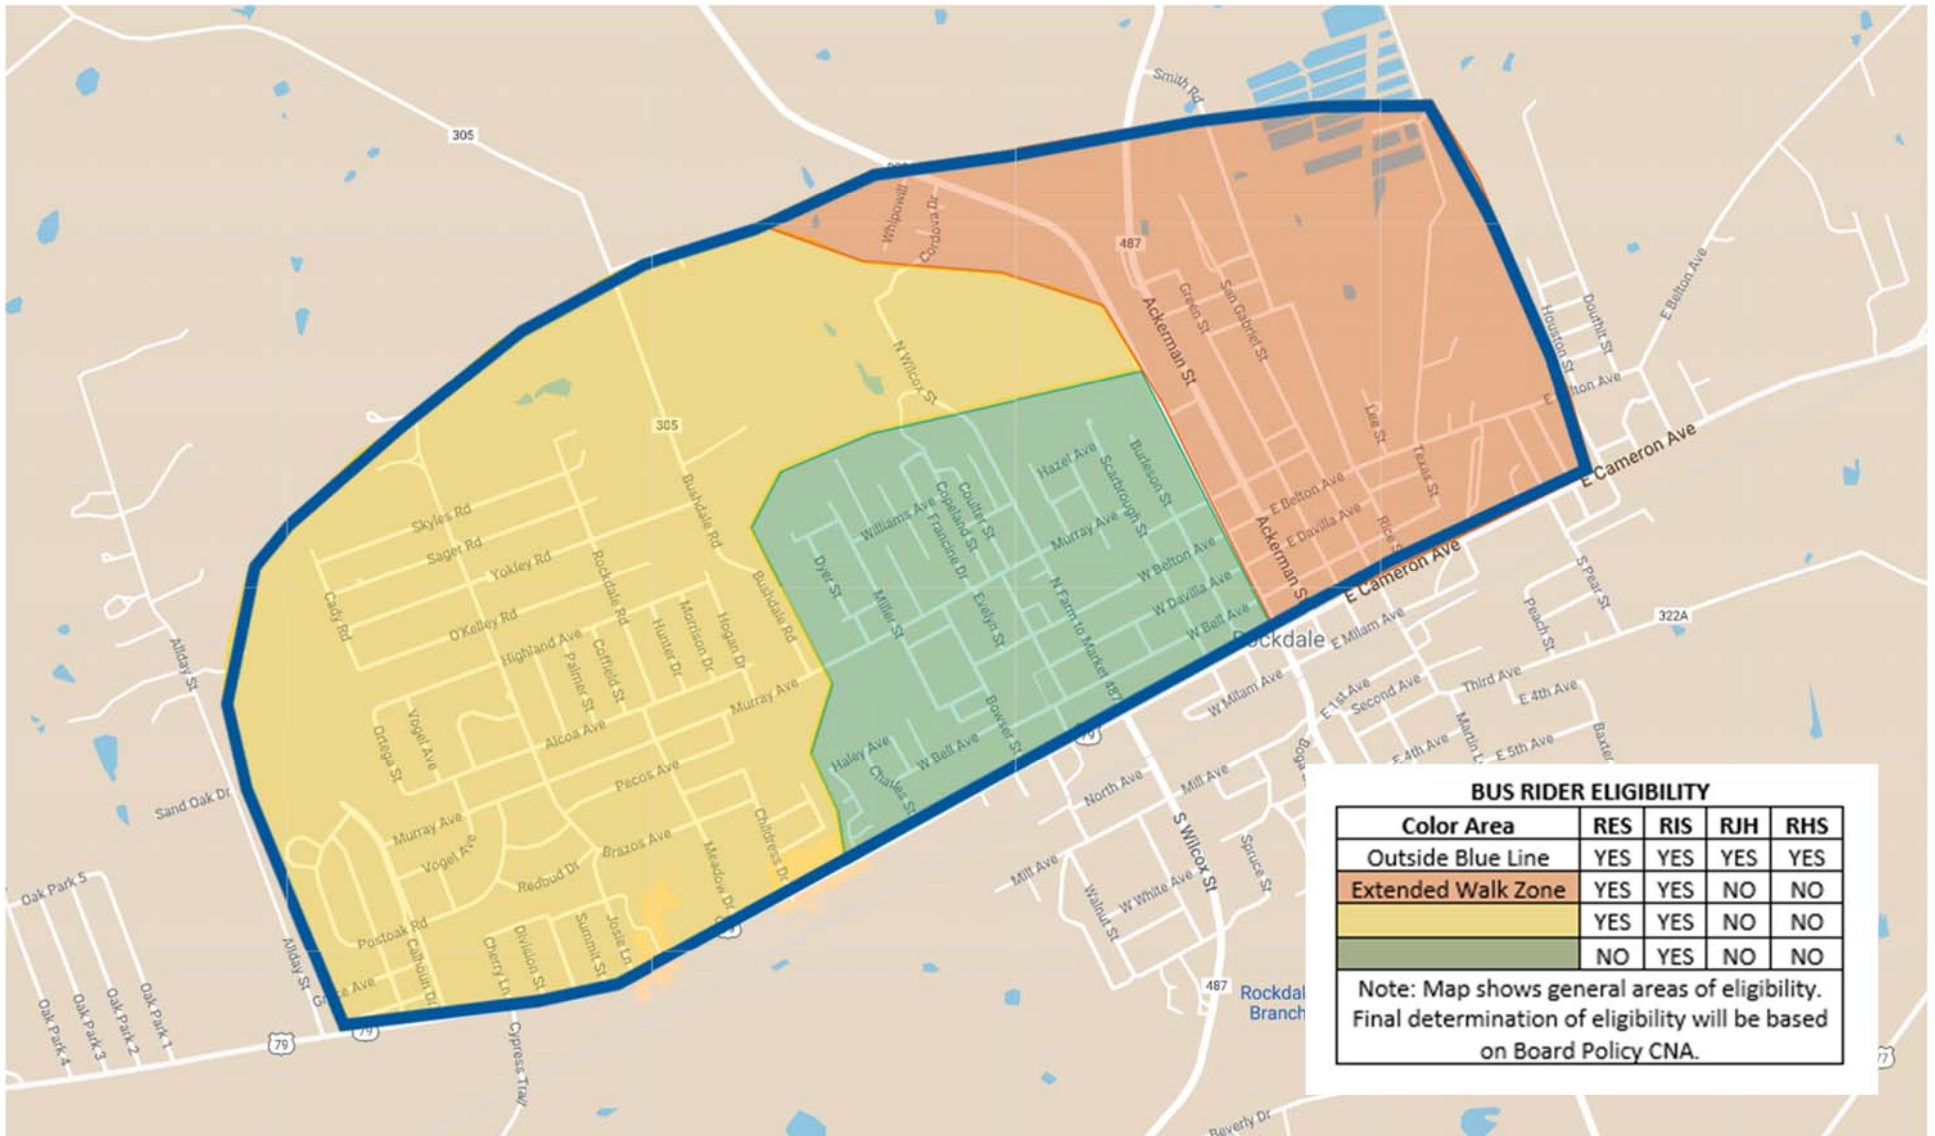 Smith Rd
305
Whipowill
Cordova Dr
487
Ackerman St
Green St
San Gabriel St
E Belton Ave
Douthit St
Houston St
N Wilcox St
305
Lee St
Texas St
E Cameron Ave
Hazel Ave
Scarbrough St
Burleson St
Skyles Rd
Sager Rd
Yokley Rd
Bushdale Rd
Williams Ave
Copeland St
Coulter St
Francine Dr
Murray Ave
E Belton Ave
E Davilla Ave
Ackerman S
W Belton Ave
W Davilla Ave
W Bell Ave
E Cameron Ave
Cady Rd
O'Kelley Rd
Rockdale Rd
Bushdale Rd
Dyer St
Miller St
Evelyn St
N Farm to Market 487
Highland Ave
Palmer St
Coffield St
Hunter Dr
Morrison Dr
Hogan Dr
Murray Ave
E Milam Ave
S Pear St
Peach St
322A
Allday St
Ortega St
Vogel Ave
Alcoa Ave
Pecos Ave
Haley Ave
Charles St
W Bell Ave
Bowser St
79
W Milam Ave
E 1st Ave
Second Ave
Third Ave
E 4th Ave
E 4th Ave
E 5th Ave
Baxter
Martin L
Sand Oak Dr
Murray Ave
Vogel Ave
Redbud Dr
Brazos Ave
Meadow Dr
Childress Dr
North Ave
Mill Ave
Mill Ave
S Wilcox St
Spruce St
Walnut St
W White Ave
Oak Park 5
Postoak Rd
Calhoun Dr
Cherry Ln
Division St
Summit St
Josie Ln
Allday St
Oak Park 4
Oak Park 3
Oak Park 2
Oak Park 1
79
79
Cypress Trail
487
Beverly Dr
BUS RIDER ELIGIBILITY
Color Area RES RIS RJH RHS
Outside Blue Line YES YES YES YES
Extended Walk Zone YES YES NO NO
YES YES NO NO
NO YES NO NO
Note: Map shows general areas of eligibility.
Final determination of eligibility will be based
on Board Policy CNA.